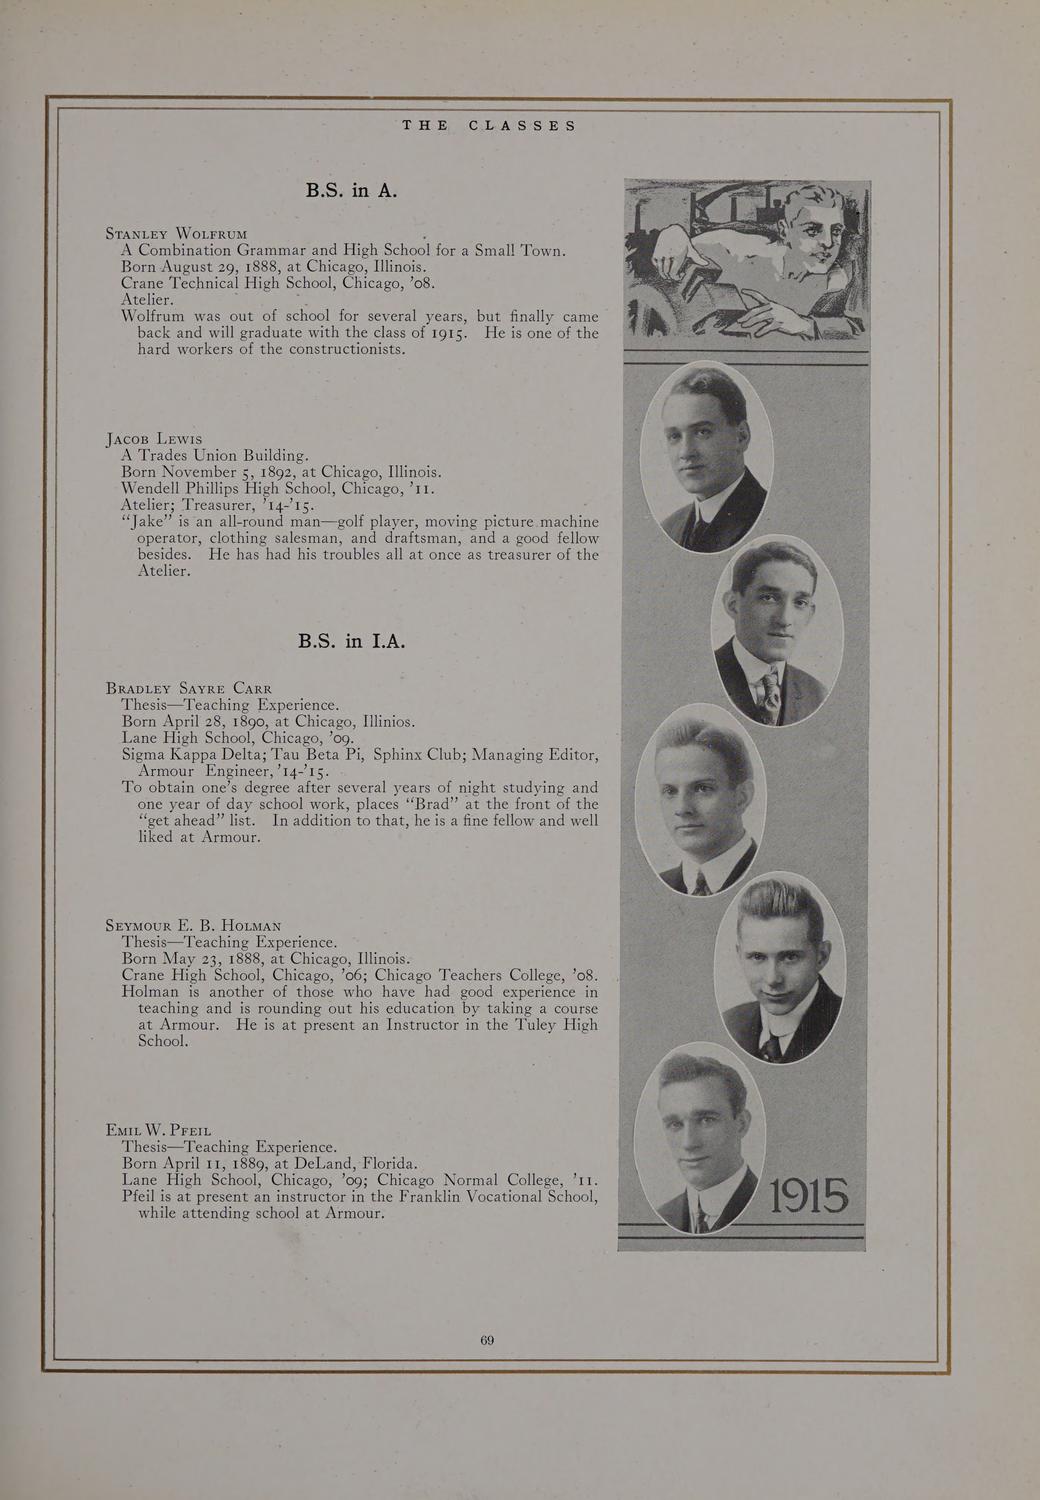 THE CLASSES
B.S. in A.
STANLEY WOLFRUM
A Combination Grammar and High School for a Small Town.
Born August 29, 1888, at Chicago, Illinois.
Crane Technical High School, Chicago, ’08.
Atelier.
Wolfrum was out of school for several years, but finally came
back and will graduate with the class of 1915. He is one of the
hard workers of the constructionists.
JACOB LEWIS
A Trades Union Building.
Born November 5, 1892, at Chicago, Illinois.
Wendell Phillips High School, Chicago, ’11.
Atelier; Treasurer, ’14-’15.
“Jake” is an all-round man—golf player, moving picture machine
operator, clothing salesman, and draftsman, and a good fellow
besides. He has had his troubles all at once as treasurer of the
Atelier.
B.S. in I.A.
BRADLEY SAYRE CARR
Thesis—Teaching Experience.
Born April 28, 1890, at Chicago, Illinios.
Lane High School, Chicago, ’09.
Sigma Kappa Delta; Tau Beta Pi, Sphinx Club; Managing Editor,
Armour Engineer, ’14-’15.
To obtain one’s degree after several years of night studying and
one year of day school work, places “Brad” at the front of the
“get ahead” list. In addition to that, he is a fine fellow and well
liked at Armour.
SEYMOUR E. B. HOLMAN
Thesis—Teaching Experience.
Born May 23, 1888, at Chicago, Illinois.
Crane High School, Chicago, ’06; Chicago Teachers College, ’08.
Holman is another of those who have had good experience in
teaching and is rounding out his education by taking a course
at Armour. He is at present an Instructor in the Tuley High
School.
EMIL W. PFEIL
Thesis—Teaching Experience.
Born April 11, 1889, at DeLand, Florida.
Lane High School, Chicago, ’09; Chicago Normal College, ’11.
Pfeil is at present an instructor in the Franklin Vocational School,
while attending school at Armour.
1915
69